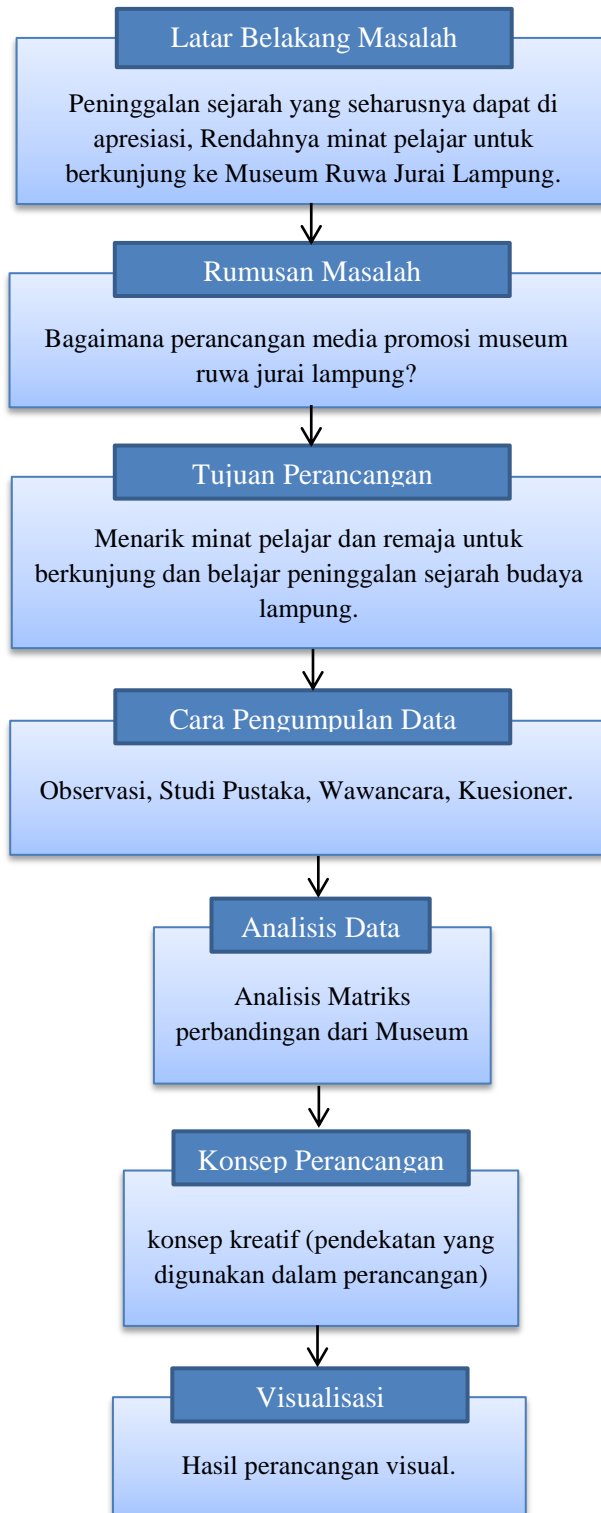 Latar Belakang Masalah
Peninggalan sejarah yang seharusnya dapat di
apresiasi, Rendahnya minat pelajar untuk
berkunjung ke Museum Ruwa Jurai Lampung.
Rumusan Masalah
Bagaimana perancangan media promosi museum
ruwa jurai lampung?
Tujuan Perancangan
Menarik minat pelajar dan remaja untuk
berkunjung dan belajar peninggalan sejarah budaya
lampung.
Cara Pengumpulan Data
Observasi, Studi Pustaka, Wawancara, Kuesioner.
Analisis Data
Analisis Matriks
perbandingan dari Museum
Konsep Perancangan
konsep kreatif (pendekatan yang
digunakan dalam perancangan)
Visualisasi
Hasil perancangan visual.